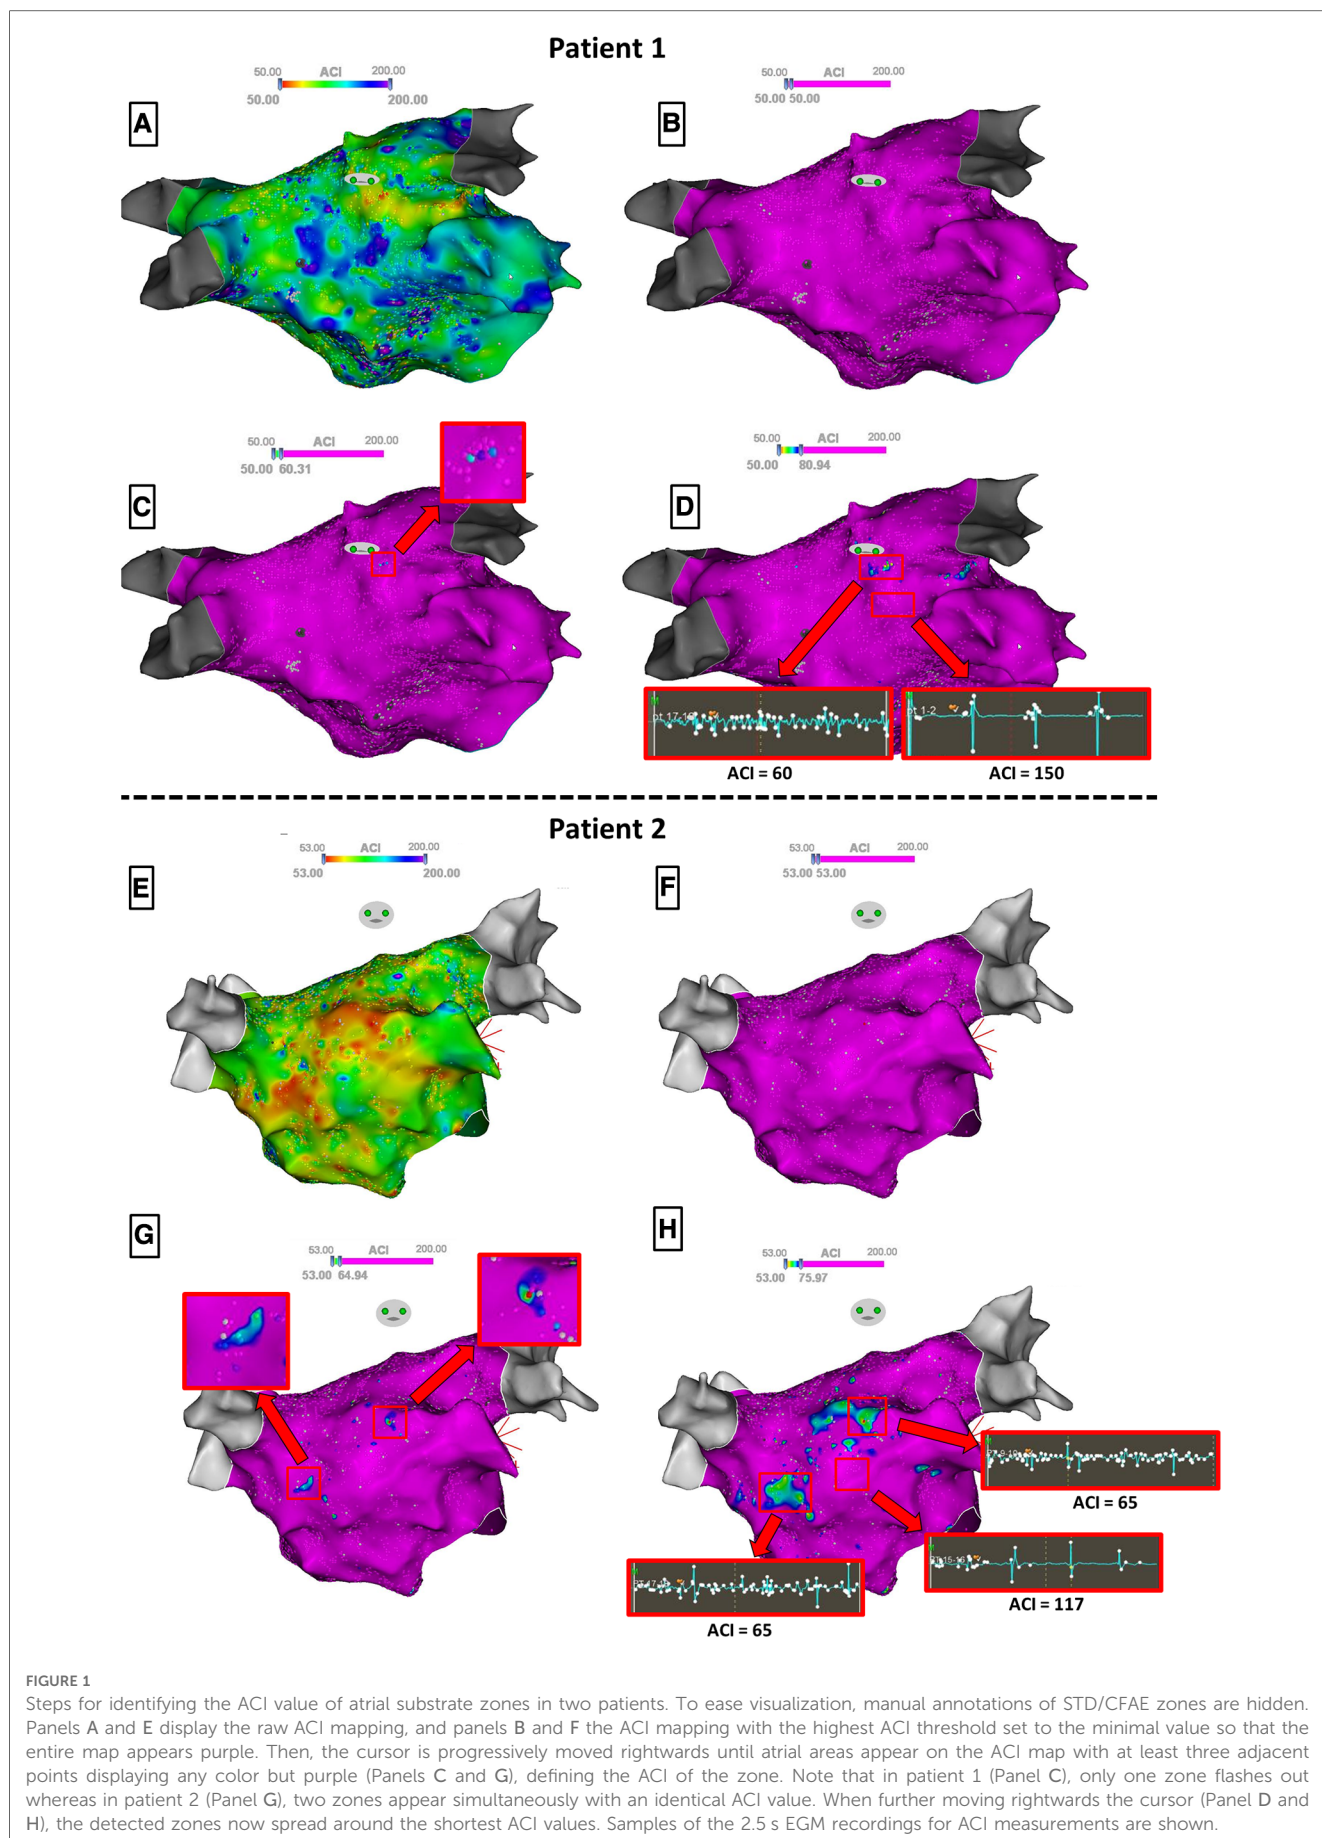 Patient 1
50.00 ACI 200.00
50.00 200.00
A
50.00 ACI 200.00
50.00 50.00
B
50.00 ACI 200.00
50.00 60.31
C
50.00 ACI 200.00
50.00 80.94
D
pt 1-2
ACI = 60
ACI = 150
Patient 2
53.00 ACI 200.00
53.00 200.00
E
53.00 ACI 200.00
53.00 53.00
F
G
53.00 ACI 200.00
53.00 64.94
H
53.00 ACI 200.00
53.00 75.97
ACI = 65
ACI = 117
ACI = 65
FIGURE 1
Steps for identifying the ACI value of atrial substrate zones in two patients. To ease visualization, manual annotations of STD/CFAE zones are hidden.
Panels A and E display the raw ACI mapping, and panels B and F the ACI mapping with the highest ACI threshold set to the minimal value so that the
entire map appears purple. Then, the cursor is progressively moved rightwards until atrial areas appear on the ACI map with at least three adjacent
points displaying any color but purple (Panels C and G), defining the ACI of the zone. Note that in patient 1 (Panel C), only one zone flashes out
whereas in patient 2 (Panel G), two zones appear simultaneously with an identical ACI value. When further moving rightwards the cursor (Panel D and
H), the detected zones now spread around the shortest ACI values. Samples of the 2.5 s EGM recordings for ACI measurements are shown.